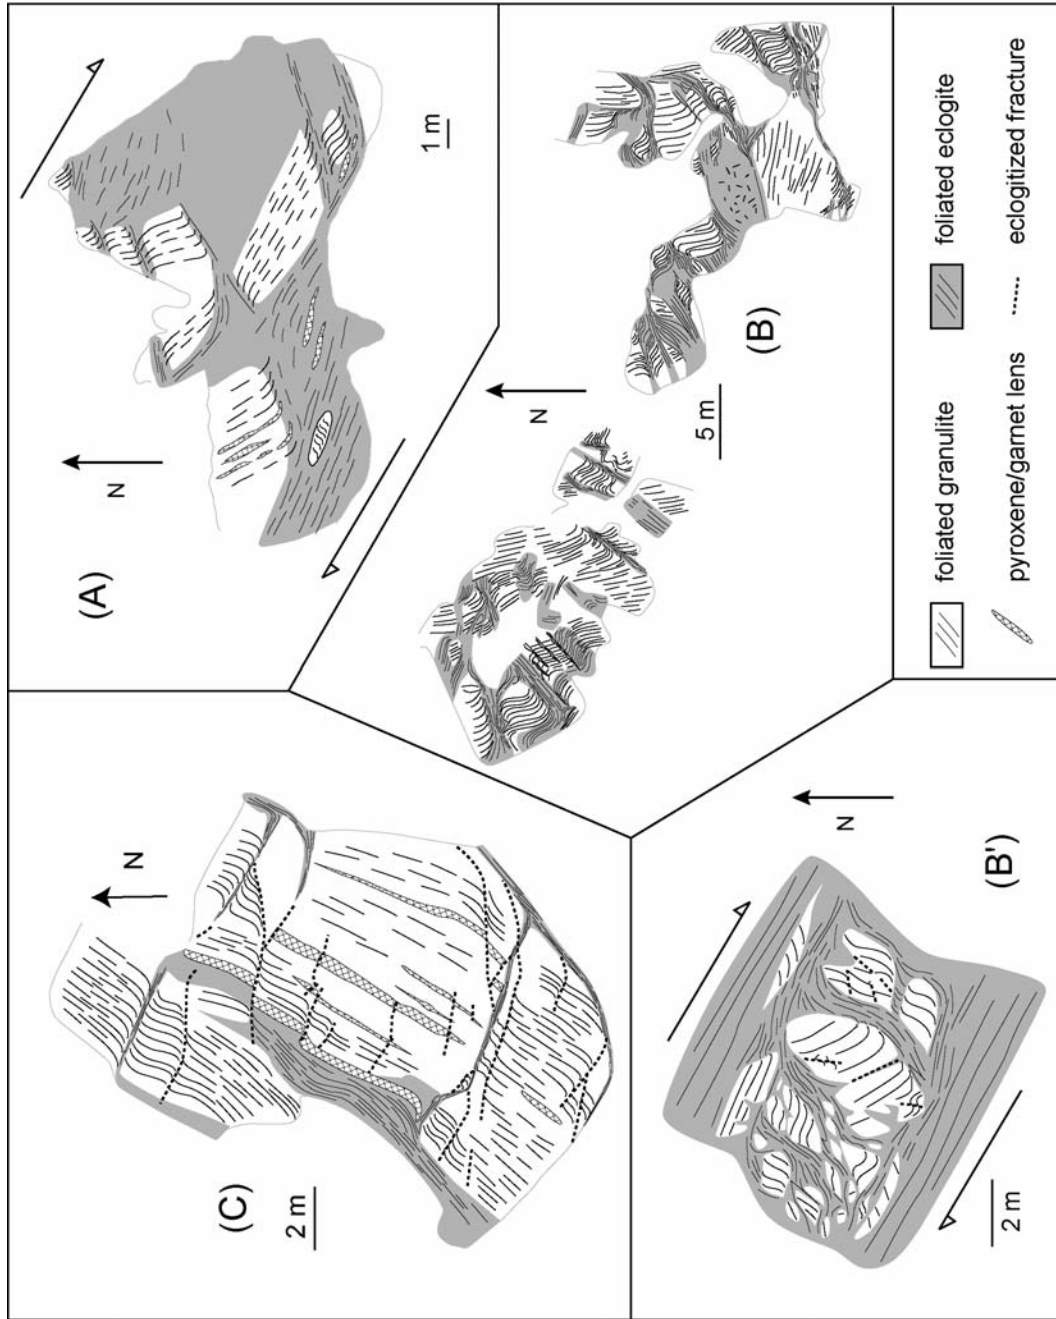 (A)
N
1 m
(B)
N
5 m
(C)
N
2 m
(B')
N
2 m
foliated granulite
foliated eclogite
pyroxene/garnet lens
eclogitized fracture